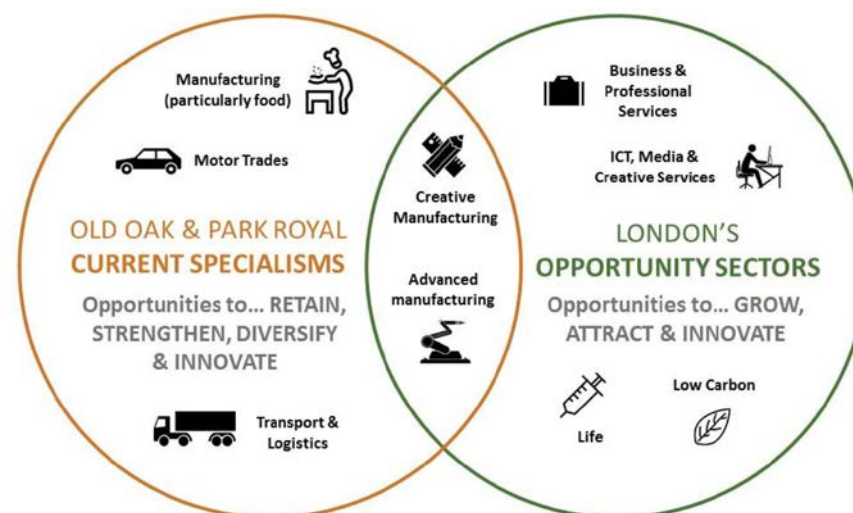 Manufacturing
(particularly food)
Motor Trades
OLD OAK & PARK ROYAL
CURRENT SPECIALISMS
Opportunities to... RETAIN,
STRENGTHEN, DIVERSIFY
& INNOVATE
Transport &
Logistics
Creative
Manufacturing
Advanced
manufacturing
Business &
Professional
Services
ICT, Media &
Creative Services
LONDON'S
OPPORTUNITY SECTORS
Opportunities to... GROW,
ATTRACT & INNOVATE
Life
Low Carbon